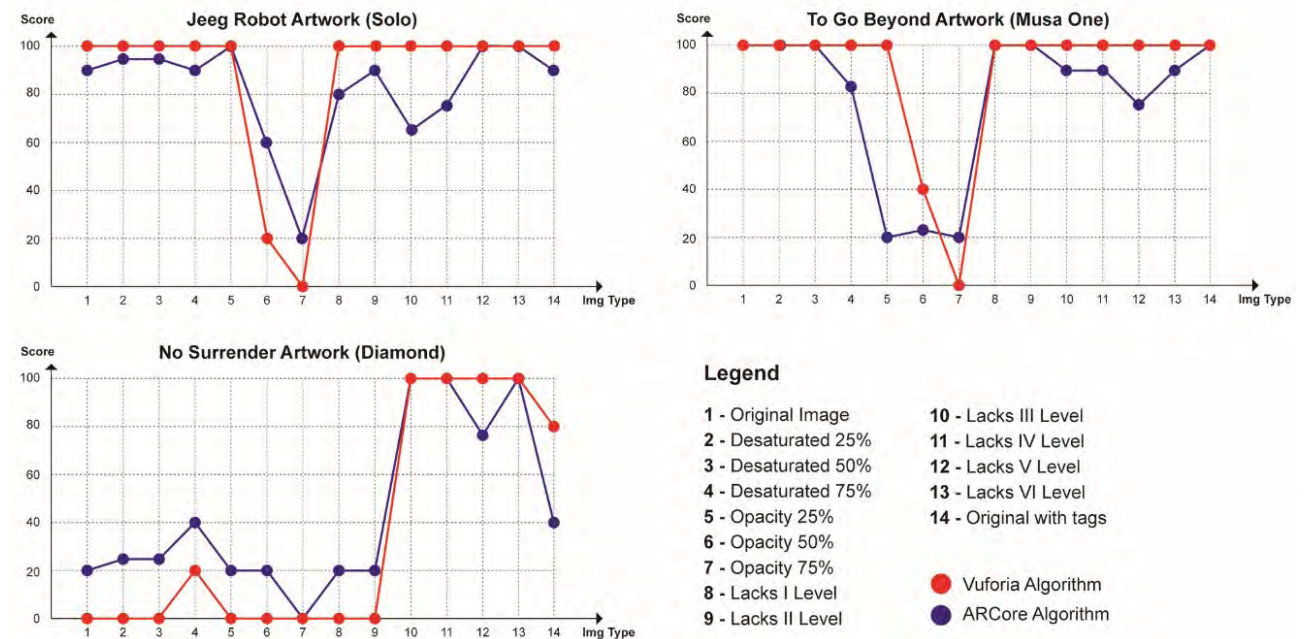 Jeeg Robot Artwork (Solo)
Score
100
80
60
40
20
0
1 2 3 4 5 6 7 8 9 10 11 12 13 14
Img Type
To Go Beyond Artwork (Musa One)
Score
100
80
60
40
20
0
1 2 3 4 5 6 7 8 9 10 11 12 13 14
Img Type
No Surrender Artwork (Diamond)
Score
100
80
60
40
20
0
1 2 3 4 5 6 7 8 9 10 11 12 13 14
Img Type
Legend
1 - Original Image
2 - Desaturated 25%
3 - Desaturated 50%
4 - Desaturated 75%
5 - Opacity 25%
6 - Opacity 50%
7 - Opacity 75%
8 - Lacks I Level
9 - Lacks II Level
10 - Lacks III Level
11 - Lacks IV Level
12 - Lacks V Level
13 - Lacks VI Level
14 - Original with tags
Vuforia Algorithm
ARCore Algorithm